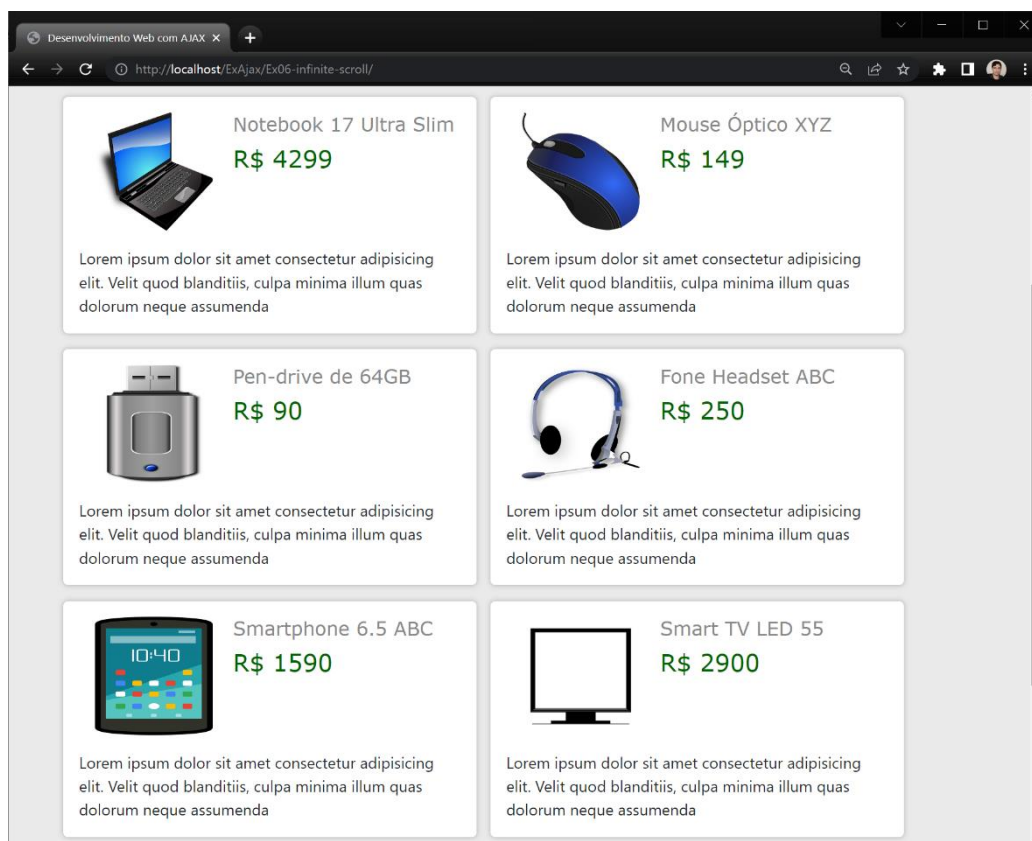 Desenvolvimento Web com AJAX
http://localhost/ExAjax/Ex06-infinite-scroll/
Notebook 17 Ultra Slim
R$ 4299
Lorem ipsum dolor sit amet consectetur adipisicing
elit. Velit quod blanditiis, culpa minima illum quas
dolorum neque assumenda
Mouse Óptico XYZ
R$ 149
Lorem ipsum dolor sit amet consectetur adipisicing
elit. Velit quod blanditiis, culpa minima illum quas
dolorum neque assumenda
Pen-drive de 64GB
R$ 90
Lorem ipsum dolor sit amet consectetur adipisicing
elit. Velit quod blanditiis, culpa minima illum quas
dolorum neque assumenda
Fone Headset ABC
R$ 250
Lorem ipsum dolor sit amet consectetur adipisicing
elit. Velit quod blanditiis, culpa minima illum quas
dolorum neque assumenda
10:40
Smartphone 6.5 ABC
R$ 1590
Lorem ipsum dolor sit amet consectetur adipisicing
elit. Velit quod blanditiis, culpa minima illum quas
dolorum neque assumenda
Smart TV LED 55
R$ 2900
Lorem ipsum dolor sit amet consectetur adipisicing
elit. Velit quod blanditiis, culpa minima illum quas
dolorum neque assumenda